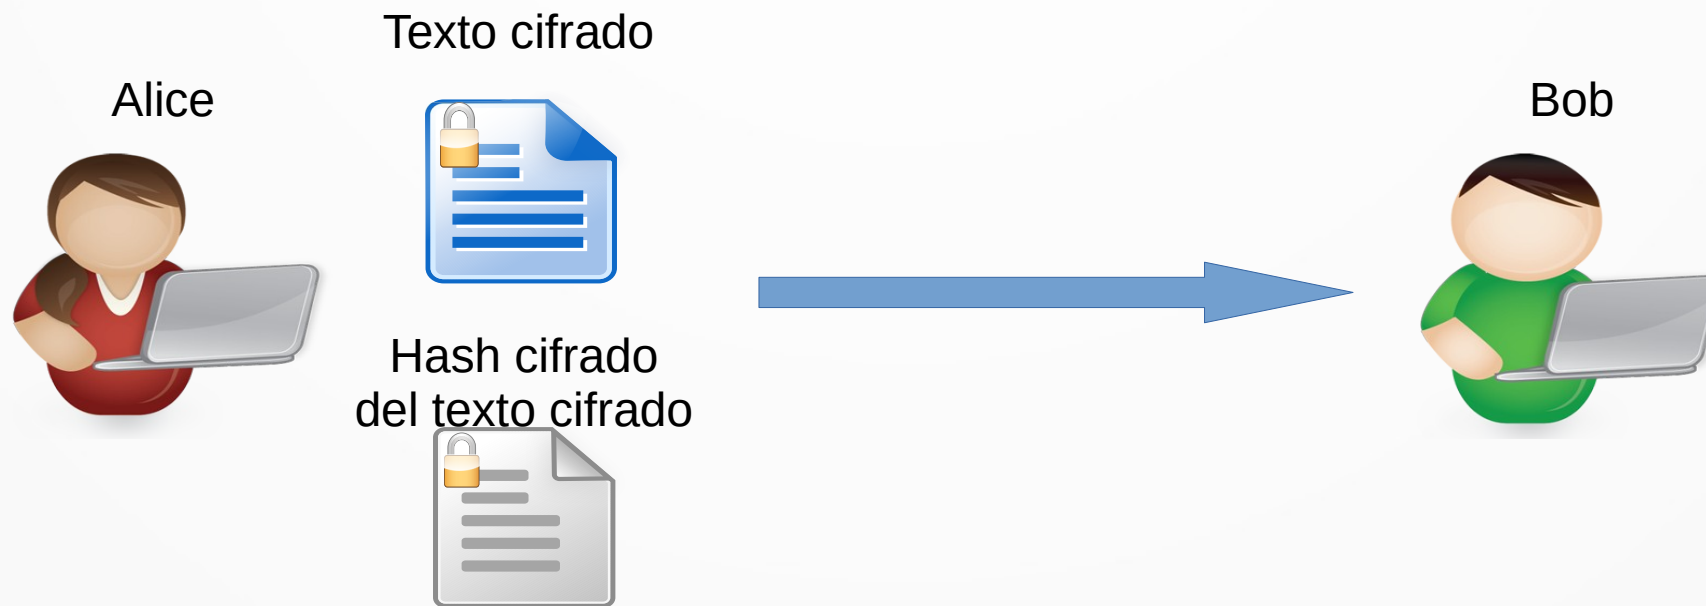 Texto cifrado
Alice
Bob
Hash cifrado
del texto cifrado